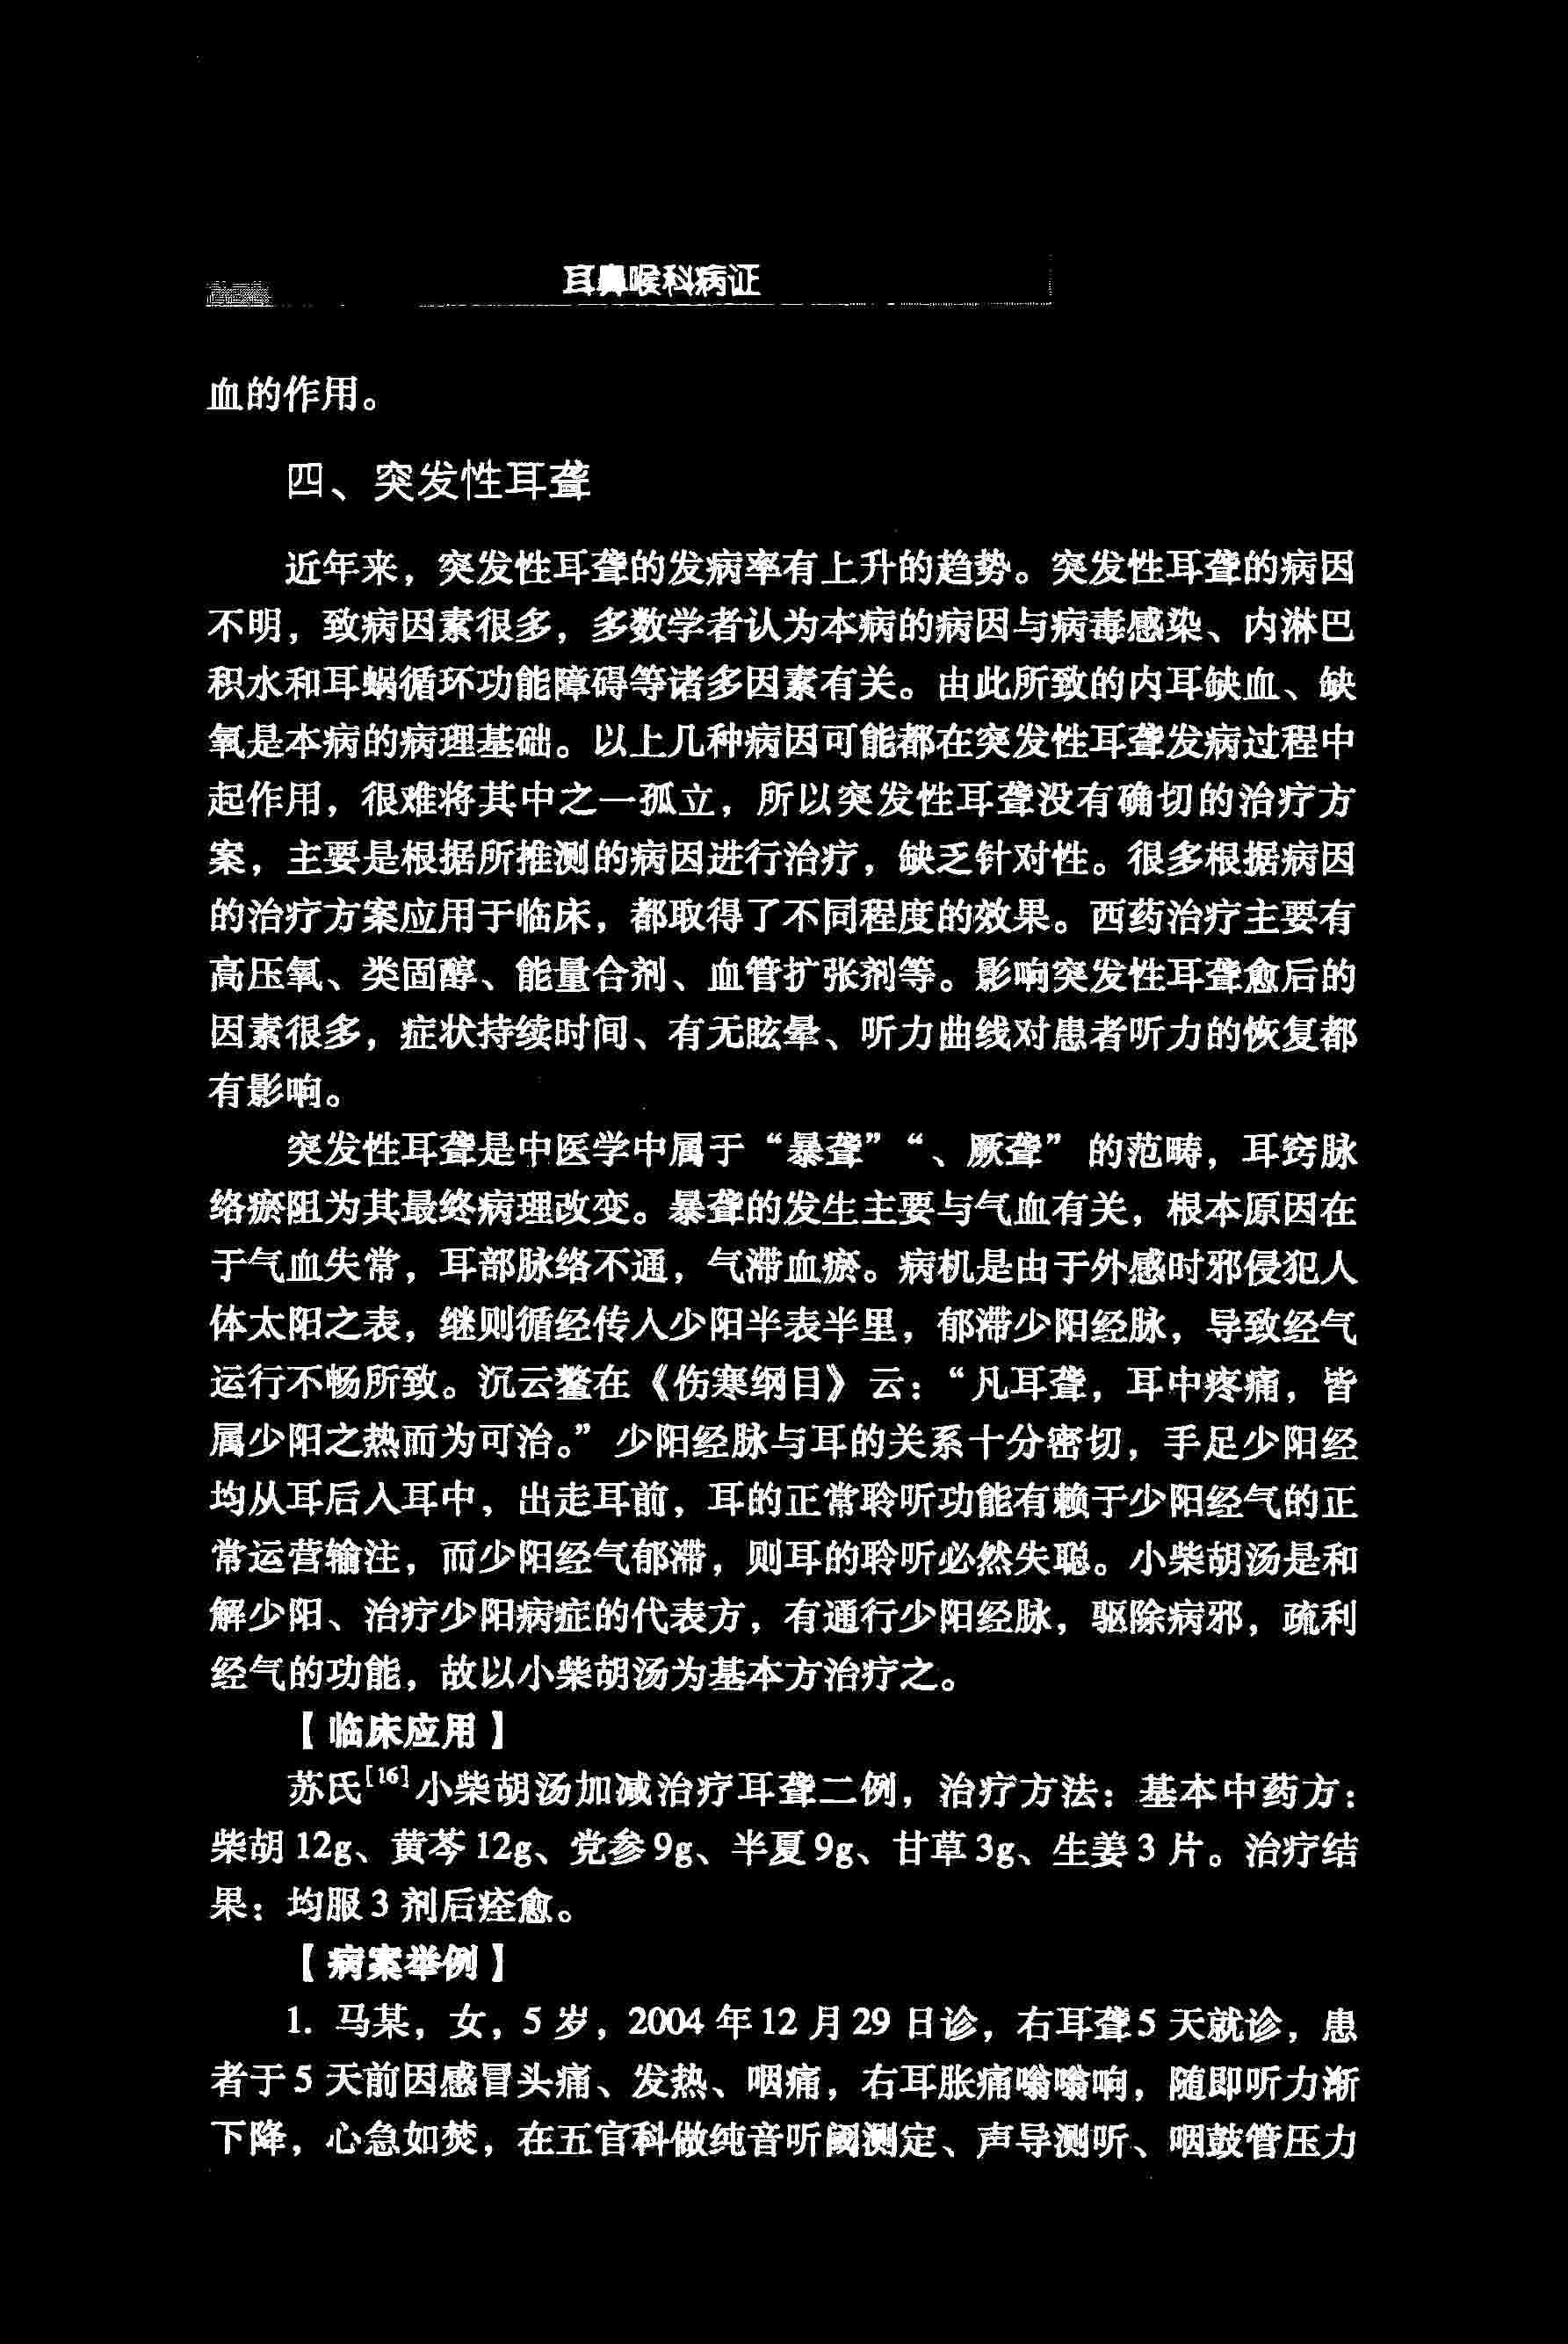 耳鼻喉科病证
血的作用。
四、突发性耳聋
近年来，突发性耳聋的发病率有上升的趋势。突发性耳聋的病因
不明，致病因素很多，多数学者认为本病的病因与病毒感染、内淋巴
积水和耳蜗循环功能障碍等诸多因素有关。由此所致的内耳缺血、缺
氧是本病的病理基础。以上几种病因可能都在突发性耳聋发病过程中
起作用，很难将其中之一孤立，所以突发性耳聋没有确切的治疗方
案，主要是根据所推测的病因进行治疗，缺乏针对性。很多根据病因
的治疗方案应用于临床，都取得了不同程度的效果。西药治疗主要有
高压氧、类固醇、能量合剂、血管扩张剂等。影响突发性耳聋愈后的
因素很多，症状持续时间、有无眩晕、听力曲线对患者听力的恢复都
有影响。
突发性耳聋是中医学中属于“暴聋”“、厥聋”的范畴，耳窍脉
络瘀阻为其最终病理改变。暴聋的发生主要与气血有关，根本原因在
于气血失常，耳部脉络不通，气滞血瘀。病机是由于外感时邪侵犯人
体太阳之表，继则循经传入少阳半表半里，郁滞少阳经脉，导致经气
运行不畅所致。沉云鳌在《伤寒纲目》云：“凡耳聋，耳中疼痛，皆
属少阳之热而为可治。”少阳经脉与耳的关系十分密切，手足少阳经
均从耳后入耳中，出走耳前，耳的正常聆听功能有赖于少阳经气的正
常运营输注，而少阳经气郁滞，则耳的聆听必然失聪。小柴胡汤是和
解少阳、治疗少阳病症的代表方，有通行少阳经脉，驱除病邪，疏利
经气的功能，故以小柴胡汤为基本方治疗之。
【临床应用】
苏氏[16]小柴胡汤加减治疗耳聋二例，治疗方法：基本中药方：
柴胡12g、黄芩12g、党参9g、半夏9g、甘草3g、生姜3片。治疗结
果：均服3剂后痊愈。
【病案举例】
1. 马某，女，5岁，2004年12月29日诊，右耳聋5天就诊，患
者于5天前因感冒头痛、发热、咽痛，右耳胀痛嗡嗡响，随即听力渐
下降，心急如焚，在五官科做纯音听阈测定、声导测听、咽鼓管压力